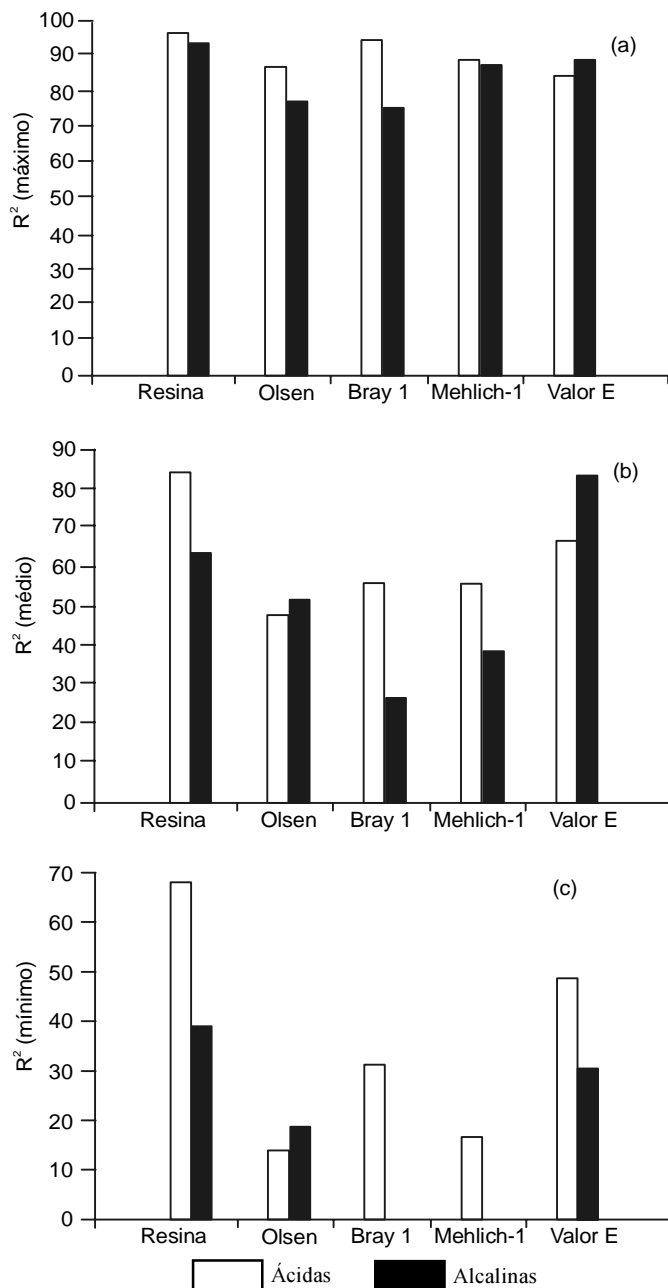 (a)
R² (máximo)
100
90
80
70
60
50
40
30
20
10
0
Resina Olsen Bray 1 Mehlich-1 Valor E
(b)
R² (médio)
90
80
70
60
50
40
30
20
10
0
Resina Olsen Bray 1 Mehlich-1 Valor E
(c)
R² (mínimo)
70
60
50
40
30
20
10
0
Resina Olsen Bray 1 Mehlich-1 Valor E
Ácidas Alcalinas